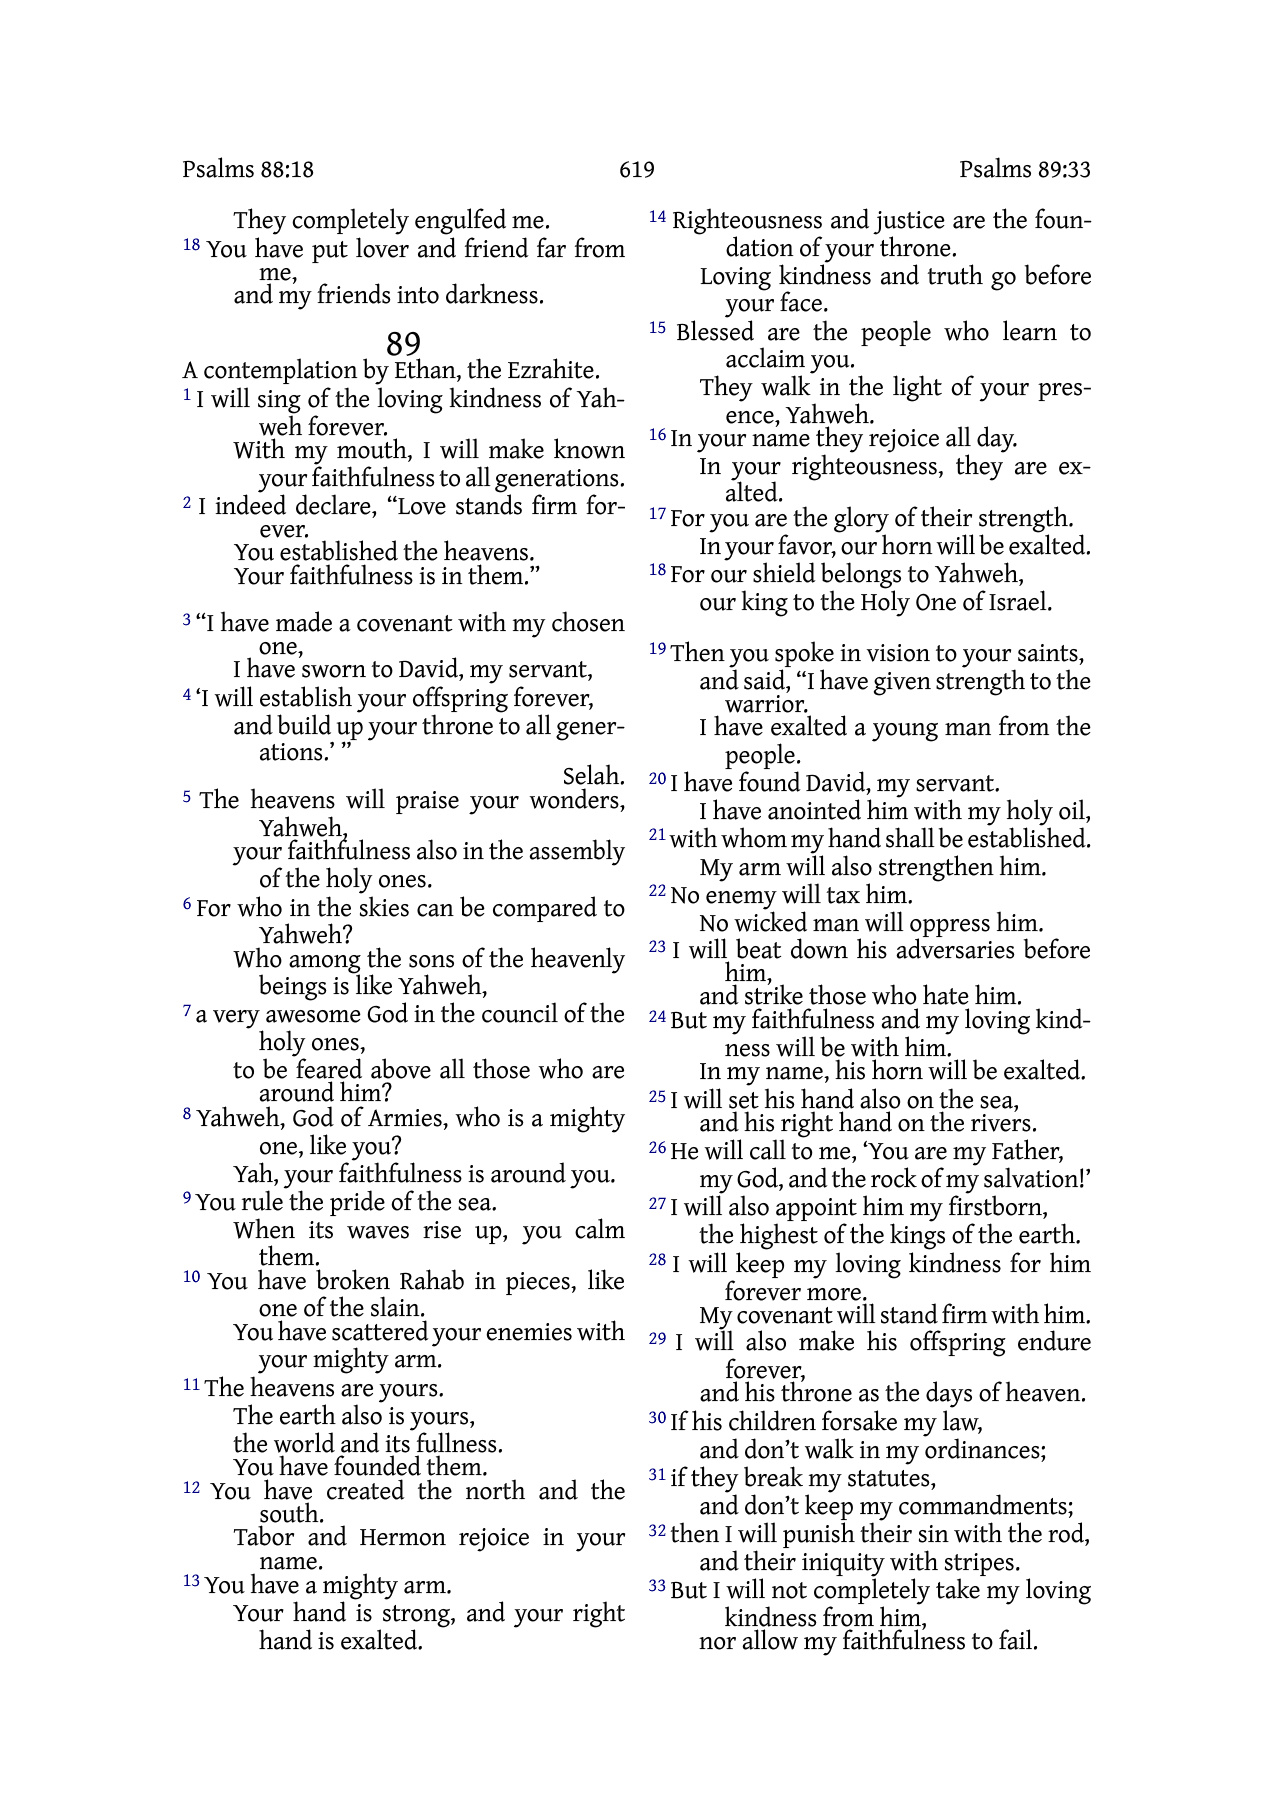 Psalms 88:18 619 Psalms 89:33
They completely engulfed me.
18 You have put lover and friend far from
me,
and my friends into darkness.
89
A contemplation by Ethan, the Ezrahite.
1 I will sing of the loving kindness of Yah-
weh forever.
With my mouth, I will make known
your faithfulness to all generations.
2 I indeed declare, “Love stands firm for-
ever.
You established the heavens.
Your faithfulness is in them.”
3 “I have made a covenant with my chosen
one,
I have sworn to David, my servant,
4 ‘I will establish your offspring forever,
and build up your throne to all gener-
ations.’ ”
Selah.
5 The heavens will praise your wonders,
Yahweh,
your faithfulness also in the assembly
of the holy ones.
6 For who in the skies can be compared to
Yahweh?
Who among the sons of the heavenly
beings is like Yahweh,
7 a very awesome God in the council of the
holy ones,
to be feared above all those who are
around him?
8 Yahweh, God of Armies, who is a mighty
one, like you?
Yah, your faithfulness is around you.
9 You rule the pride of the sea.
When its waves rise up, you calm
them.
10 You have broken Rahab in pieces, like
one of the slain.
You have scattered your enemies with
your mighty arm.
11 The heavens are yours.
The earth also is yours,
the world and its fullness.
You have founded them.
12 You have created the north and the
south.
Tabor and Hermon rejoice in your
name.
13 You have a mighty arm.
Your hand is strong, and your right
hand is exalted.
14 Righteousness and justice are the foun-
dation of your throne.
Loving kindness and truth go before
your face.
15 Blessed are the people who learn to
acclaim you.
They walk in the light of your pres-
ence, Yahweh.
16 In your name they rejoice all day.
In your righteousness, they are ex-
alted.
17 For you are the glory of their strength.
In your favor, our horn will be exalted.
18 For our shield belongs to Yahweh,
our king to the Holy One of Israel.
19 Then you spoke in vision to your saints,
and said, “I have given strength to the
warrior.
I have exalted a young man from the
people.
20 I have found David, my servant.
I have anointed him with my holy oil,
21 with whom my hand shall be established.
My arm will also strengthen him.
22 No enemy will tax him.
No wicked man will oppress him.
23 I will beat down his adversaries before
him,
and strike those who hate him.
24 But my faithfulness and my loving kind-
ness will be with him.
In my name, his horn will be exalted.
25 I will set his hand also on the sea,
and his right hand on the rivers.
26 He will call to me, ‘You are my Father,
my God, and the rock of my salvation!’
27 I will also appoint him my firstborn,
the highest of the kings of the earth.
28 I will keep my loving kindness for him
forever more.
My covenant will stand firm with him.
29 I will also make his offspring endure
forever,
and his throne as the days of heaven.
30 If his children forsake my law,
and don’t walk in my ordinances;
31 if they break my statutes,
and don’t keep my commandments;
32 then I will punish their sin with the rod,
and their iniquity with stripes.
33 But I will not completely take my loving
kindness from him,
nor allow my faithfulness to fail.